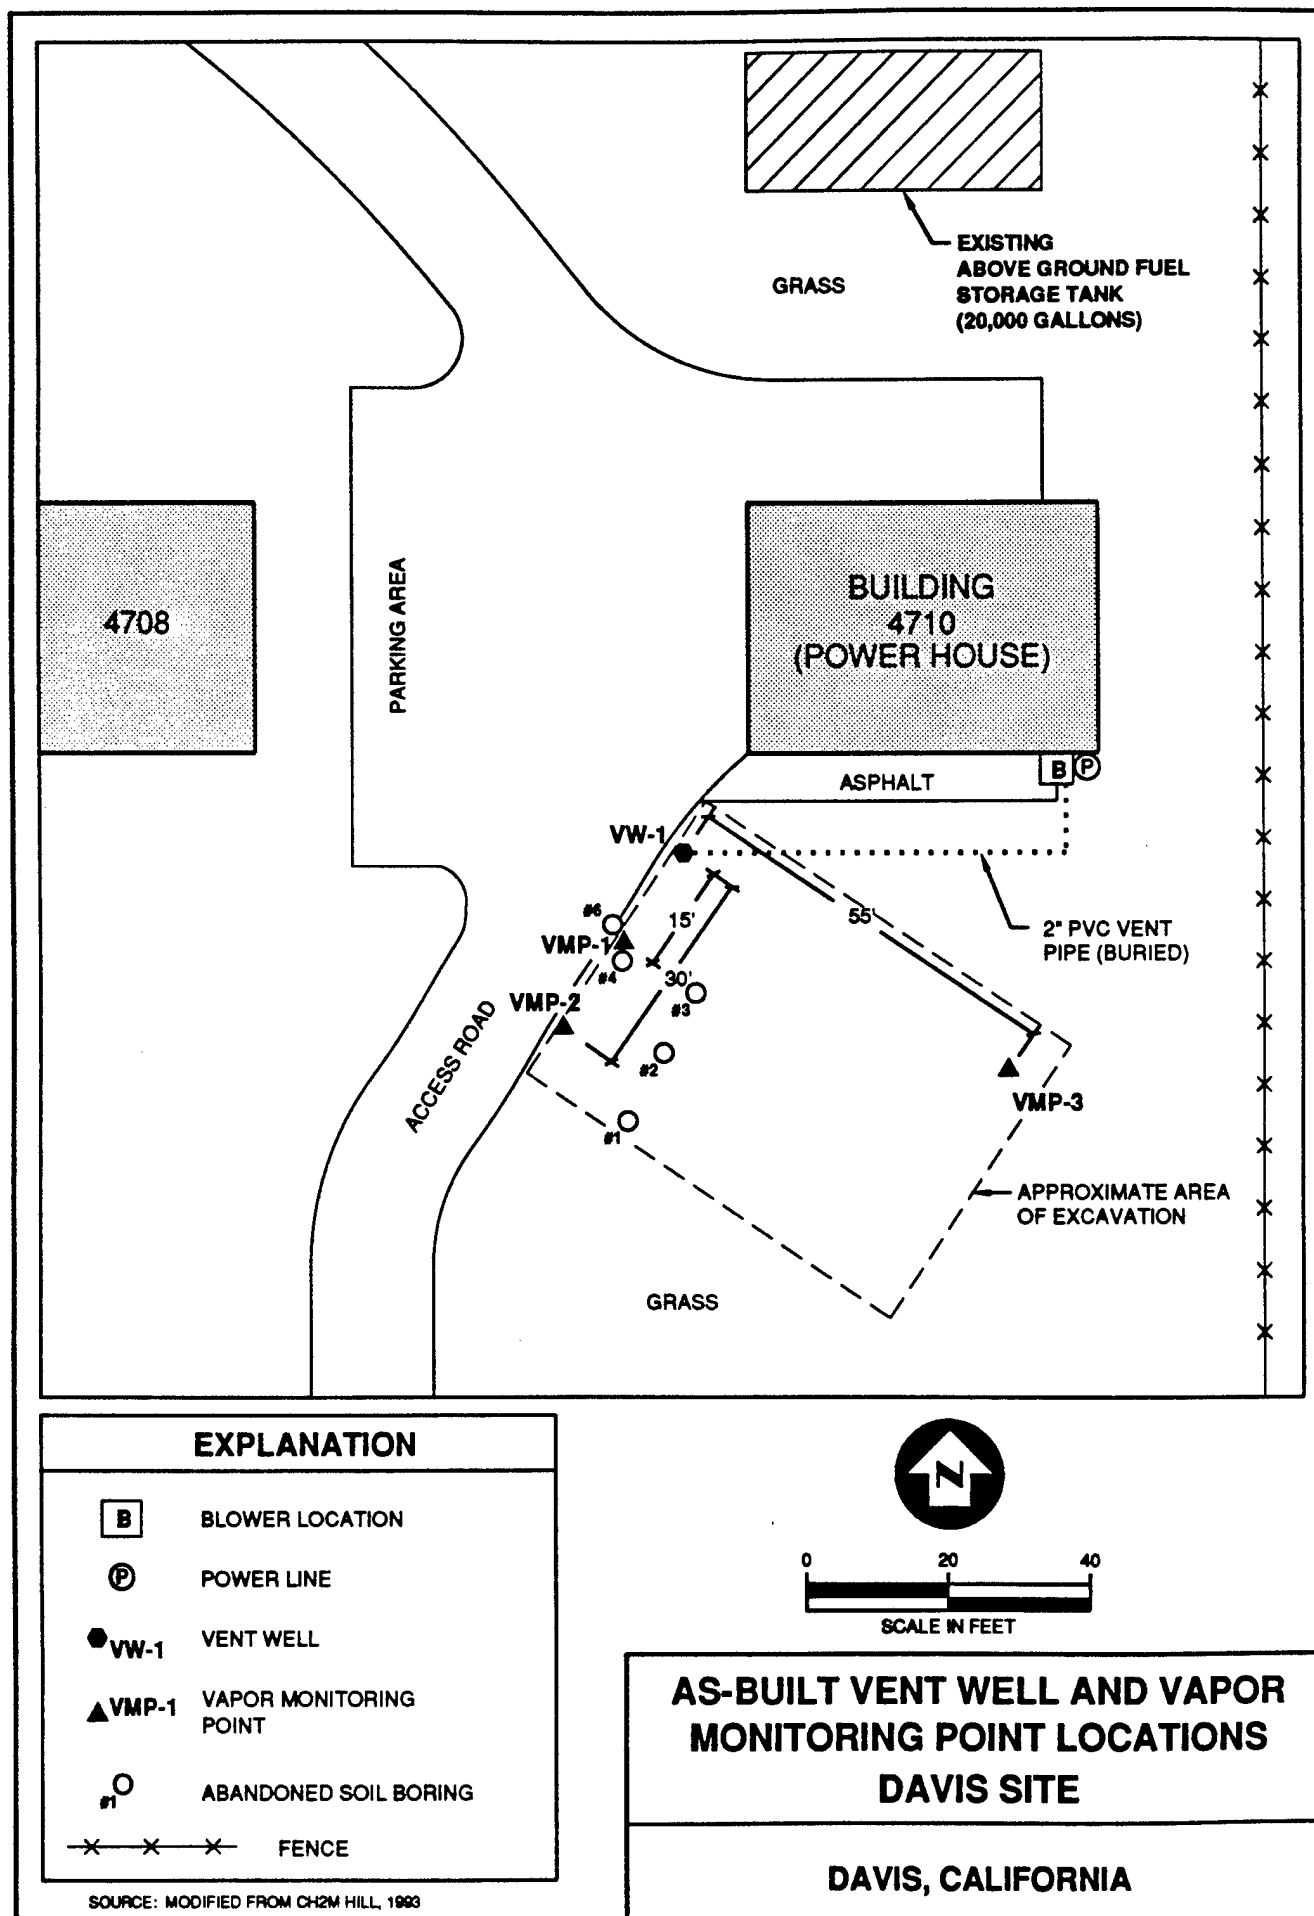 EXISTING
ABOVE GROUND FUEL
STORAGE TANK
(20,000 GALLONS)
GRASS
4708
PARKING AREA
BUILDING
4710
(POWER HOUSE)
ASPHALT
B
P
VW-1
55'
2" PVC VENT
PIPE (BURIED)
#6
15'
VMP-1
#4
30'
#3
VMP-2
#2
ACCESS ROAD
VMP-3
#1
APPROXIMATE AREA
OF EXCAVATION
GRASS
EXPLANATION
B BLOWER LOCATION
P POWER LINE
VW-1 VENT WELL
VMP-1 VAPOR MONITORING
POINT
#1 ABANDONED SOIL BORING
FENCE
SOURCE: MODIFIED FROM CH2M HILL, 1993
N
0 20 40
SCALE IN FEET
AS-BUILT VENT WELL AND VAPOR
MONITORING POINT LOCATIONS
DAVIS SITE
DAVIS, CALIFORNIA